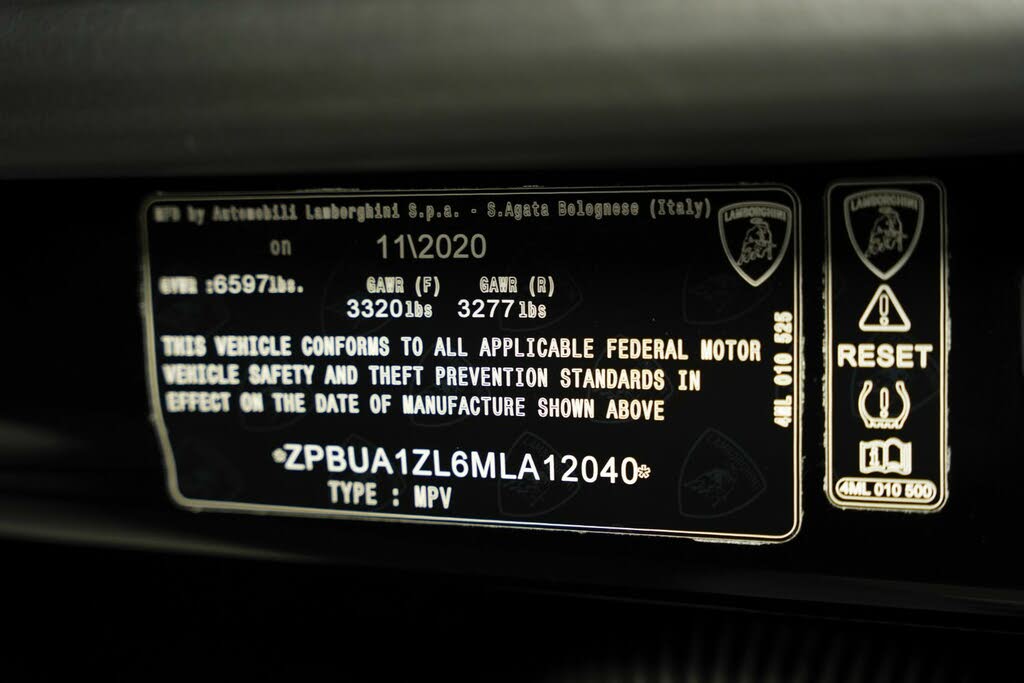 MFD by Automobili Lamborghini S.p.a. - S.Agata Bolognese (Italy)
on 11\2020
GVWR :6597lbs. GAWR (F) GAWR (R)
3320lbs 3277lbs
THIS VEHICLE CONFORMS TO ALL APPLICABLE FEDERAL MOTOR
VEHICLE SAFETY AND THEFT PREVENTION STANDARDS IN
EFFECT ON THE DATE OF MANUFACTURE SHOWN ABOVE
*ZPBUA1ZL6MLA12040*
TYPE : MPV
LAMBORGHINI
4ML 010 525
LAMBORGHINI
RESET
4ML 010 500